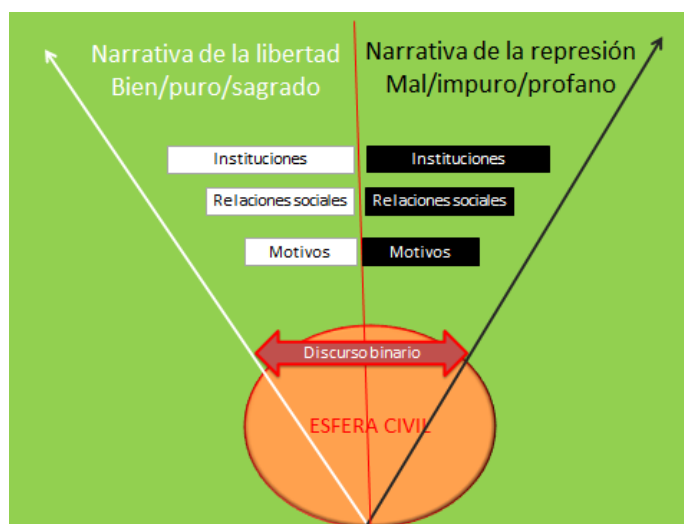 Narrativa de la libertad
Bien/puro/sagrado
Narrativa de la represión
Mal/impuro/profano
Instituciones
Instituciones
Relaciones sociales
Relaciones sociales
Motivos
Motivos
Discurso binario
ESFERA CIVIL